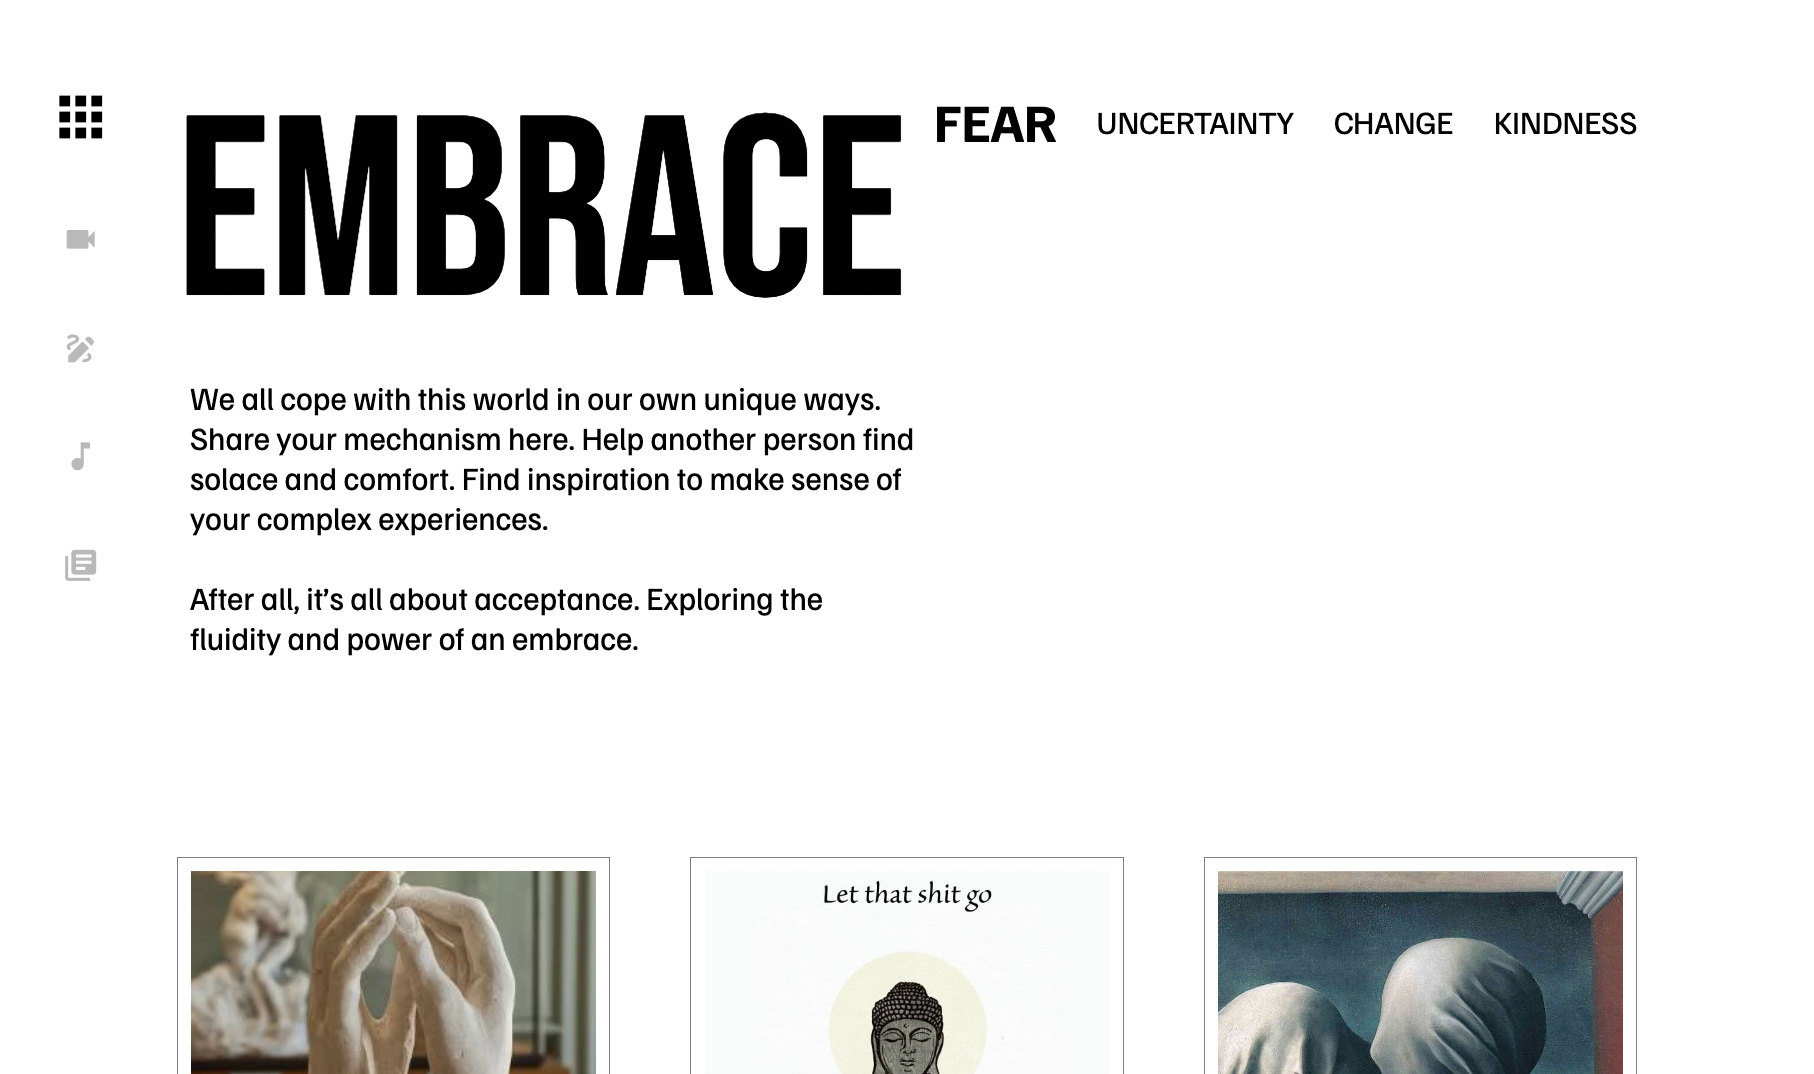 EMBRACE
FEAR UNCERTAINTY CHANGE KINDNESS
We all cope with this world in our own unique ways.
Share your mechanism here. Help another person find
solace and comfort. Find inspiration to make sense of
your complex experiences.
After all, it’s all about acceptance. Exploring the
fluidity and power of an embrace.
Let that shit go